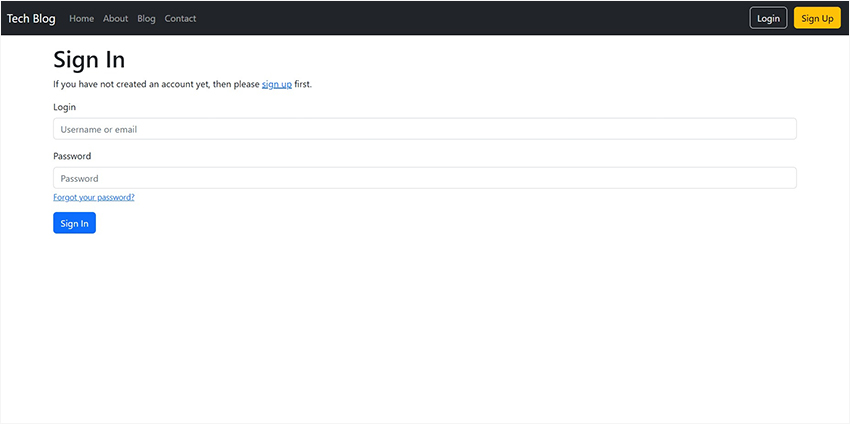 Tech Blog Home About Blog Contact Login Sign Up
Sign In
If you have not created an account yet, then please sign up first.
Login
Username or email
Password
Password
Forgot your password?
Sign In